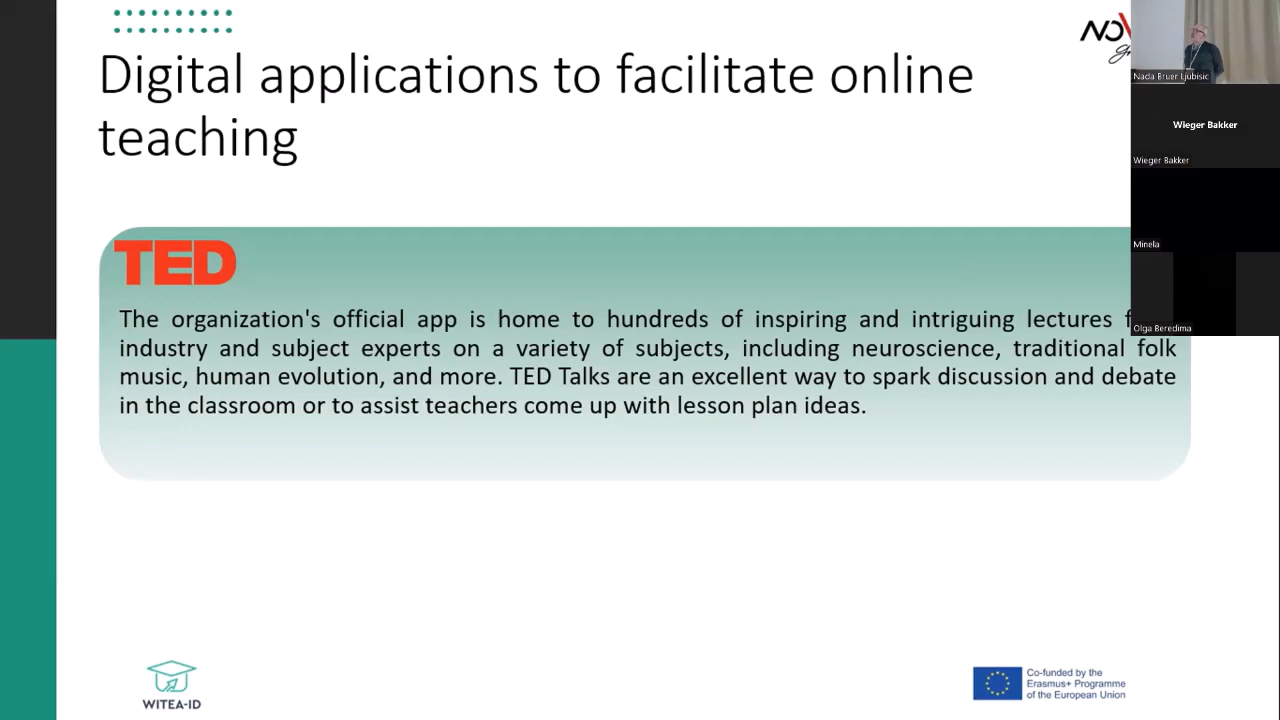 Digital applications to facilitate online
teaching
TED
The organization's official app is home to hundreds of inspiring and intriguing lectures
industry and subject experts on a variety of subjects, including neuroscience, traditional folk
music, human evolution, and more. TED Talks are an excellent way to spark discussion and debate
in the classroom or to assist teachers come up with lesson plan ideas.
WITEA-ID
Co-funded by the
Erasmus+ Programme
of the European Union
Nada Bruer Ljubisic
Wieger Bakker
Wieger Bakker
Minela
Olga Beredima